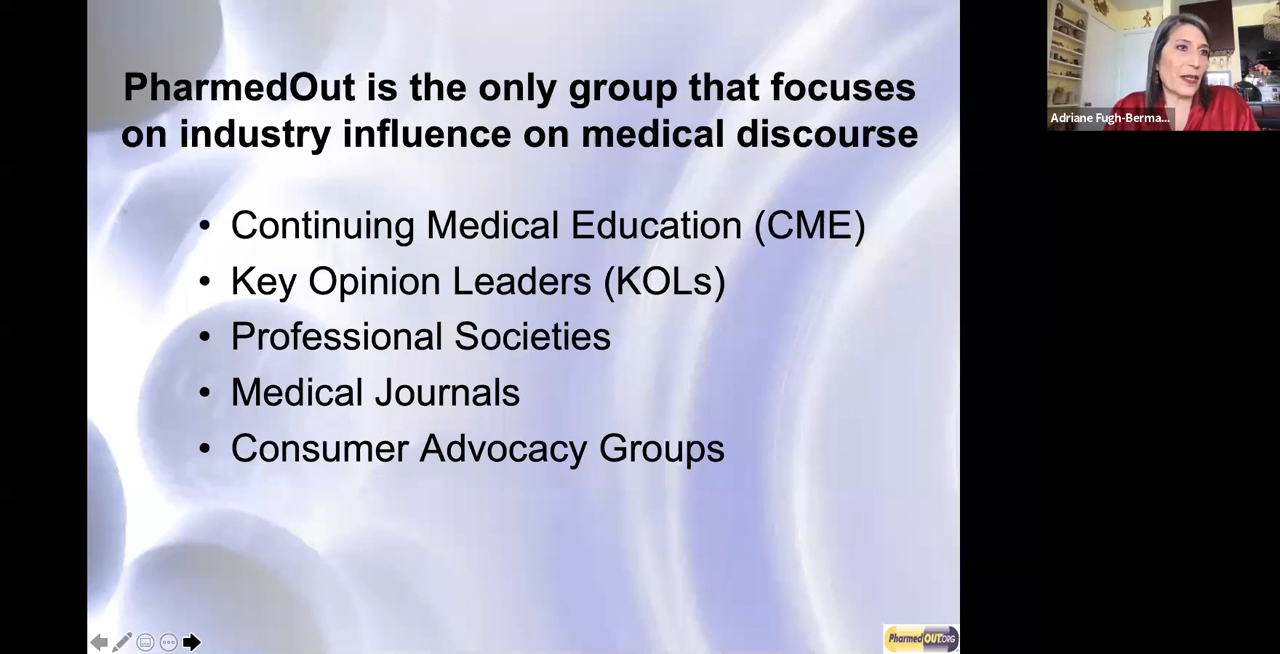 PharmedOut is the only group that focuses
on industry influence on medical discourse
• Continuing Medical Education (CME)
• Key Opinion Leaders (KOLs)
• Professional Societies
• Medical Journals
• Consumer Advocacy Groups
Adriane Fugh-Berma...
PharmedOUT.ORG